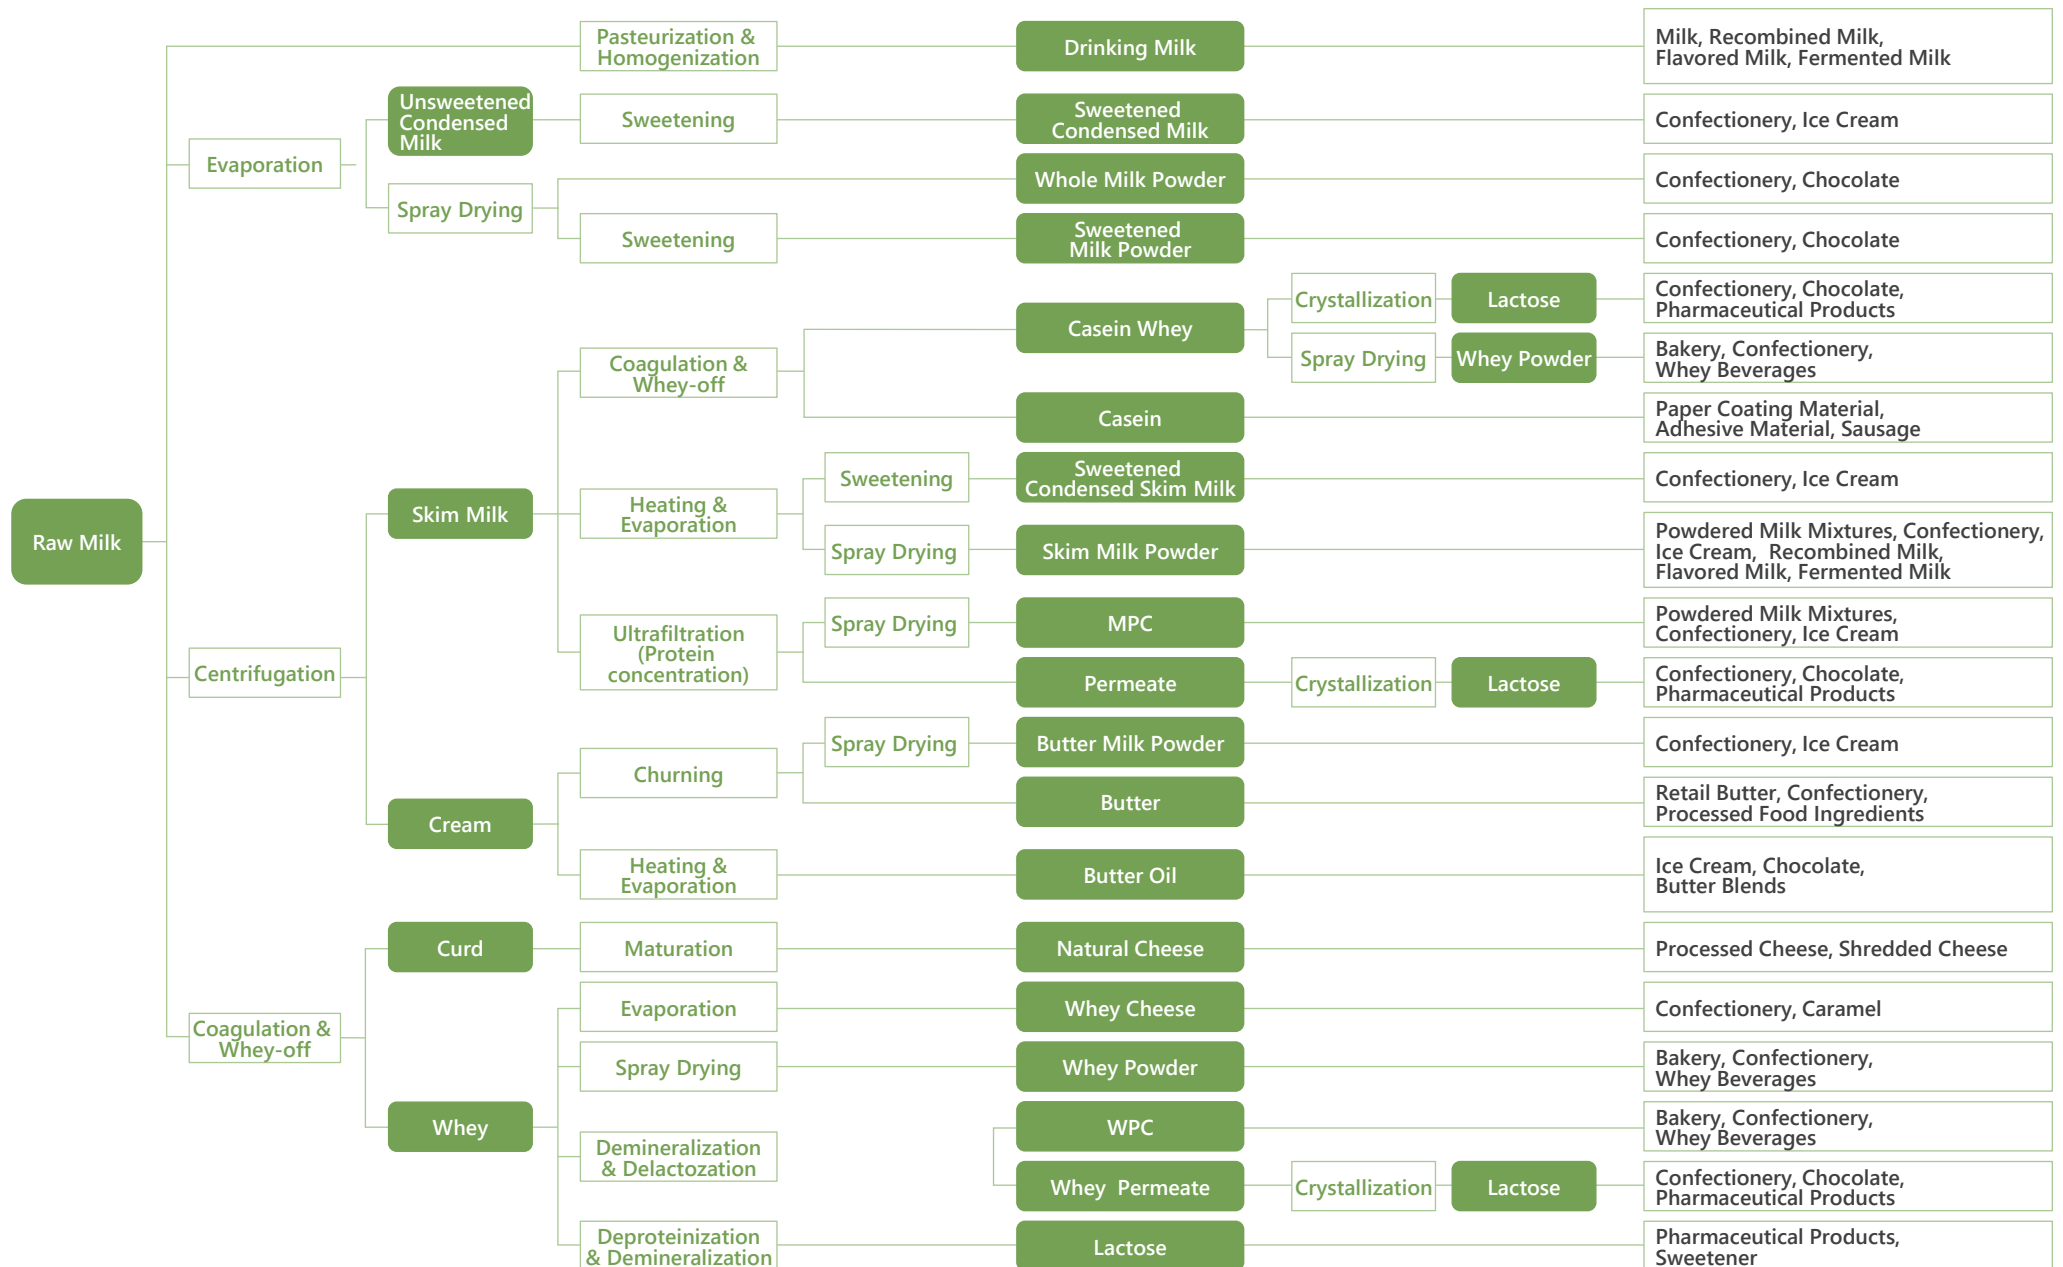 Pasteurization &
Homogenization
Drinking Milk
Milk, Recombined Milk,
Flavored Milk, Fermented Milk
Unsweetened
Condensed
Milk
Sweetening
Sweetened
Condensed Milk
Confectionery, Ice Cream
Evaporation
Whole Milk Powder
Confectionery, Chocolate
Spray Drying
Sweetening
Sweetened
Milk Powder
Confectionery, Chocolate
Crystallization
Lactose
Confectionery, Chocolate,
Pharmaceutical Products
Casein Whey
Coagulation &
Whey-off
Spray Drying
Whey Powder
Bakery, Confectionery,
Whey Beverages
Casein
Paper Coating Material,
Adhesive Material, Sausage
Sweetening
Sweetened
Condensed Skim Milk
Confectionery, Ice Cream
Skim Milk
Heating &
Evaporation
Raw Milk
Spray Drying
Skim Milk Powder
Powdered Milk Mixtures, Confectionery,
Ice Cream,  Recombined Milk,
Flavored Milk, Fermented Milk
Ultrafiltration
(Protein
concentration)
Spray Drying
MPC
Powdered Milk Mixtures,
Confectionery, Ice Cream
Centrifugation
Permeate
Crystallization
Lactose
Confectionery, Chocolate,
Pharmaceutical Products
Spray Drying
Butter Milk Powder
Confectionery, Ice Cream
Churning
Butter
Retail Butter, Confectionery,
Processed Food Ingredients
Cream
Heating &
Evaporation
Butter Oil
Ice Cream, Chocolate,
Butter Blends
Curd
Maturation
Natural Cheese
Processed Cheese, Shredded Cheese
Evaporation
Whey Cheese
Confectionery, Caramel
Coagulation &
Whey-off
Spray Drying
Whey Powder
Bakery, Confectionery,
Whey Beverages
Whey
WPC
Bakery, Confectionery,
Whey Beverages
Demineralization
& Delactozation
Whey  Permeate
Crystallization
Lactose
Confectionery, Chocolate,
Pharmaceutical Products
Deproteinization
& Demineralization
Lactose
Pharmaceutical Products,
Sweetener